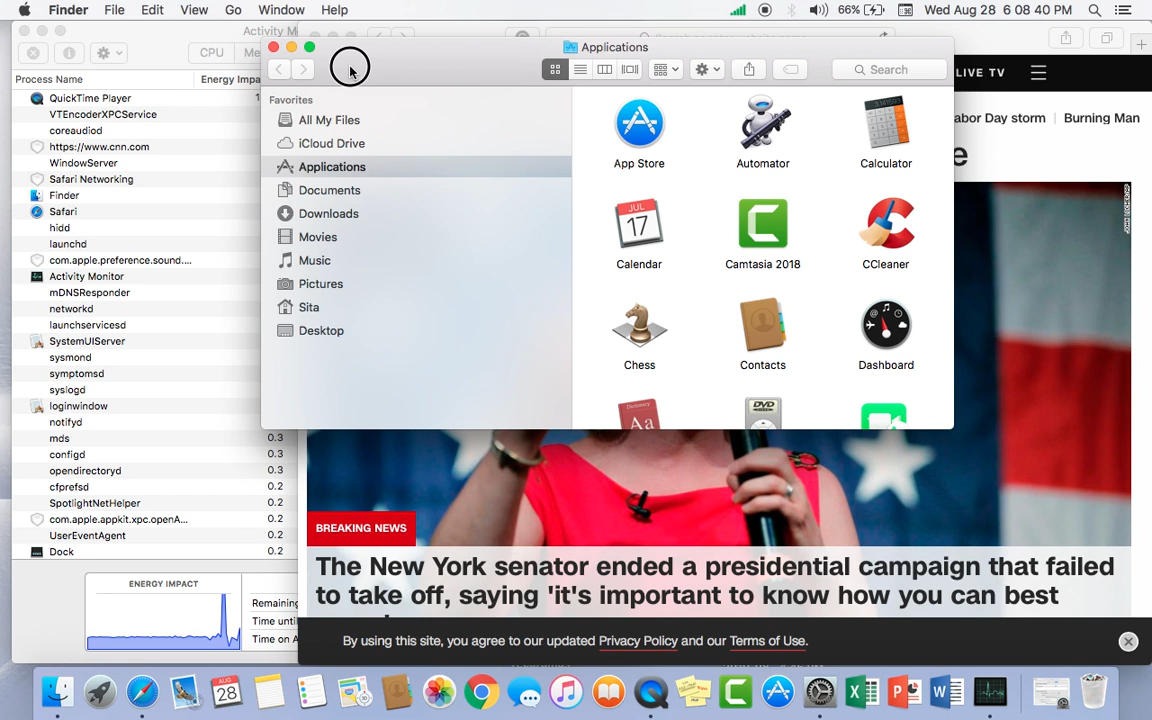 Finder File Edit View Go Window Help
66% Wed Aug 28 6 08 40 PM
Activity M
CPU Me
Process Name Energy Impa
QuickTime Player 1
VTEncoderXPCService
coreaudiod
https://www.cnn.com
WindowServer
Safari Networking
Finder
Safari
hidd
launchd
com.apple.preference.sound....
Activity Monitor
mDNSResponder
networkd
launchservicesd
SystemUIServer
sysmond
symptomsd
syslogd
loginwindow
notifyd
mds 0.3
configd 0.3
opendirectoryd 0.3
cfprefsd 0.2
SpotlightNetHelper 0.2
com.apple.appkit.xpc.openA... 0.2
UserEventAgent 0.2
Dock 0.2
ENERGY IMPACT
Remaining
Time until
Time on A
Applications
Search
Favorites
All My Files
iCloud Drive
Applications
Documents
Downloads
Movies
Music
Pictures
Sita
Desktop
App Store
Automator
Calculator
JUL
17
Calendar
Camtasia 2018
CCleaner
Chess
Contacts
Dashboard
Dictionary
Aa
DVD
LIVE TV
abor Day storm Burning Man
e
JOHN LOCHER/AP
BREAKING NEWS
The New York senator ended a presidential campaign that failed
to take off, saying 'it's important to know how you can best
By using this site, you agree to our updated Privacy Policy and our Terms of Use.
AUG
28